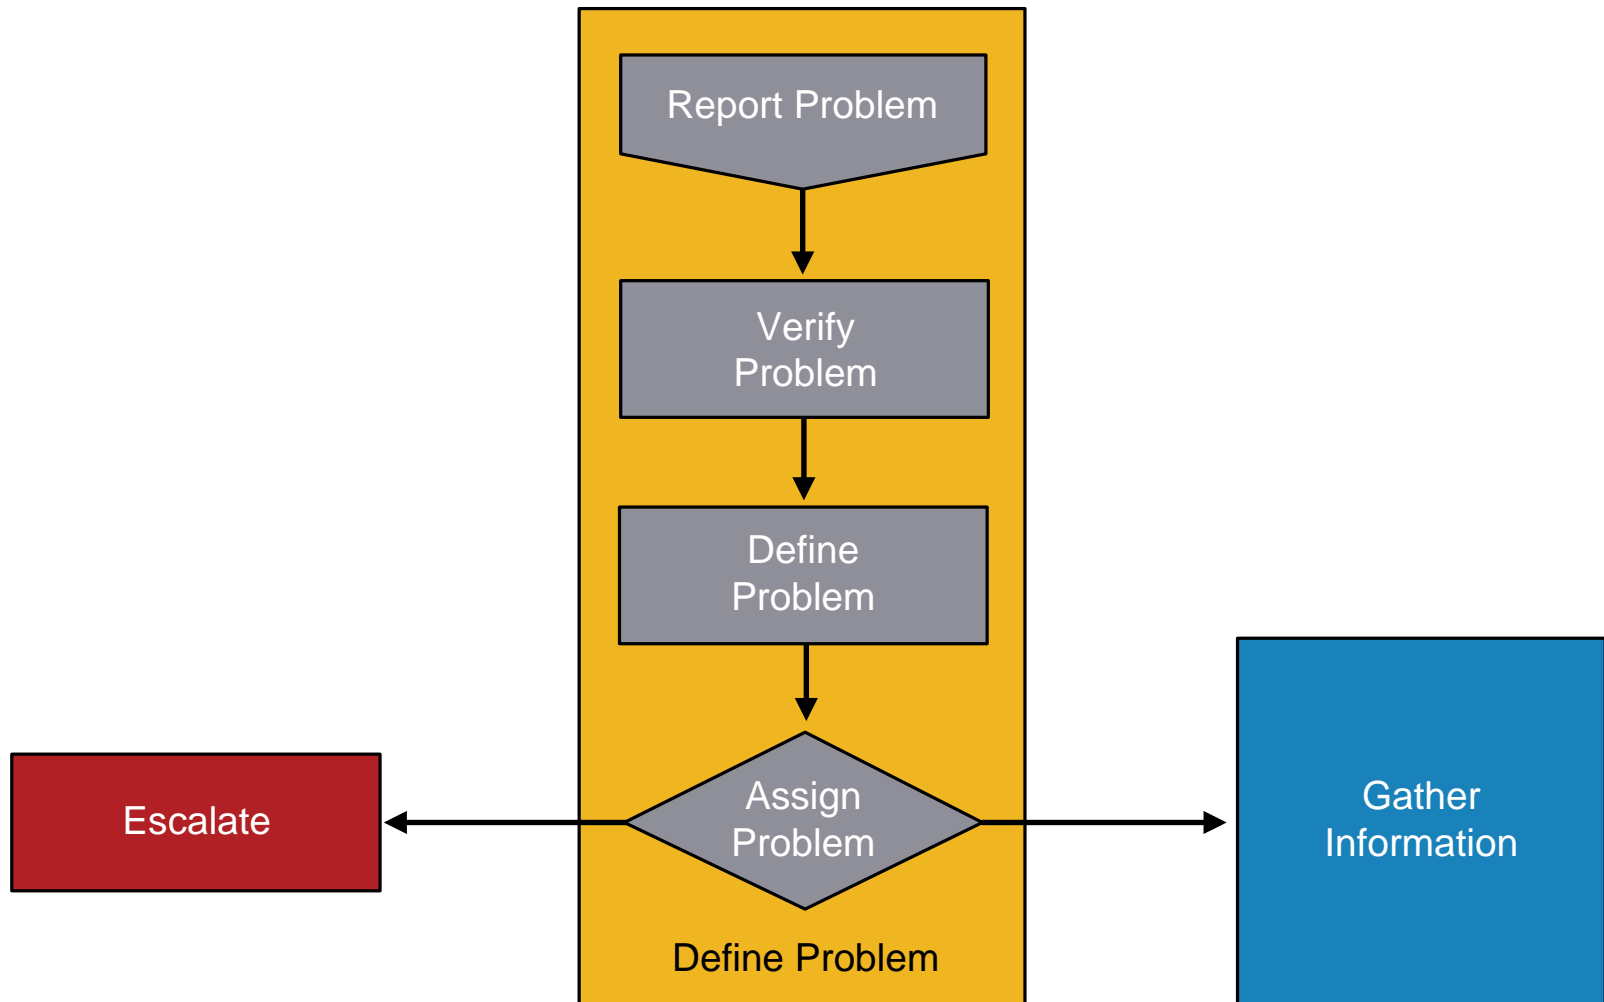 Report Problem
Verify
Problem
Define
Problem
Assign
Problem
Escalate
Gather
Information
Define Problem